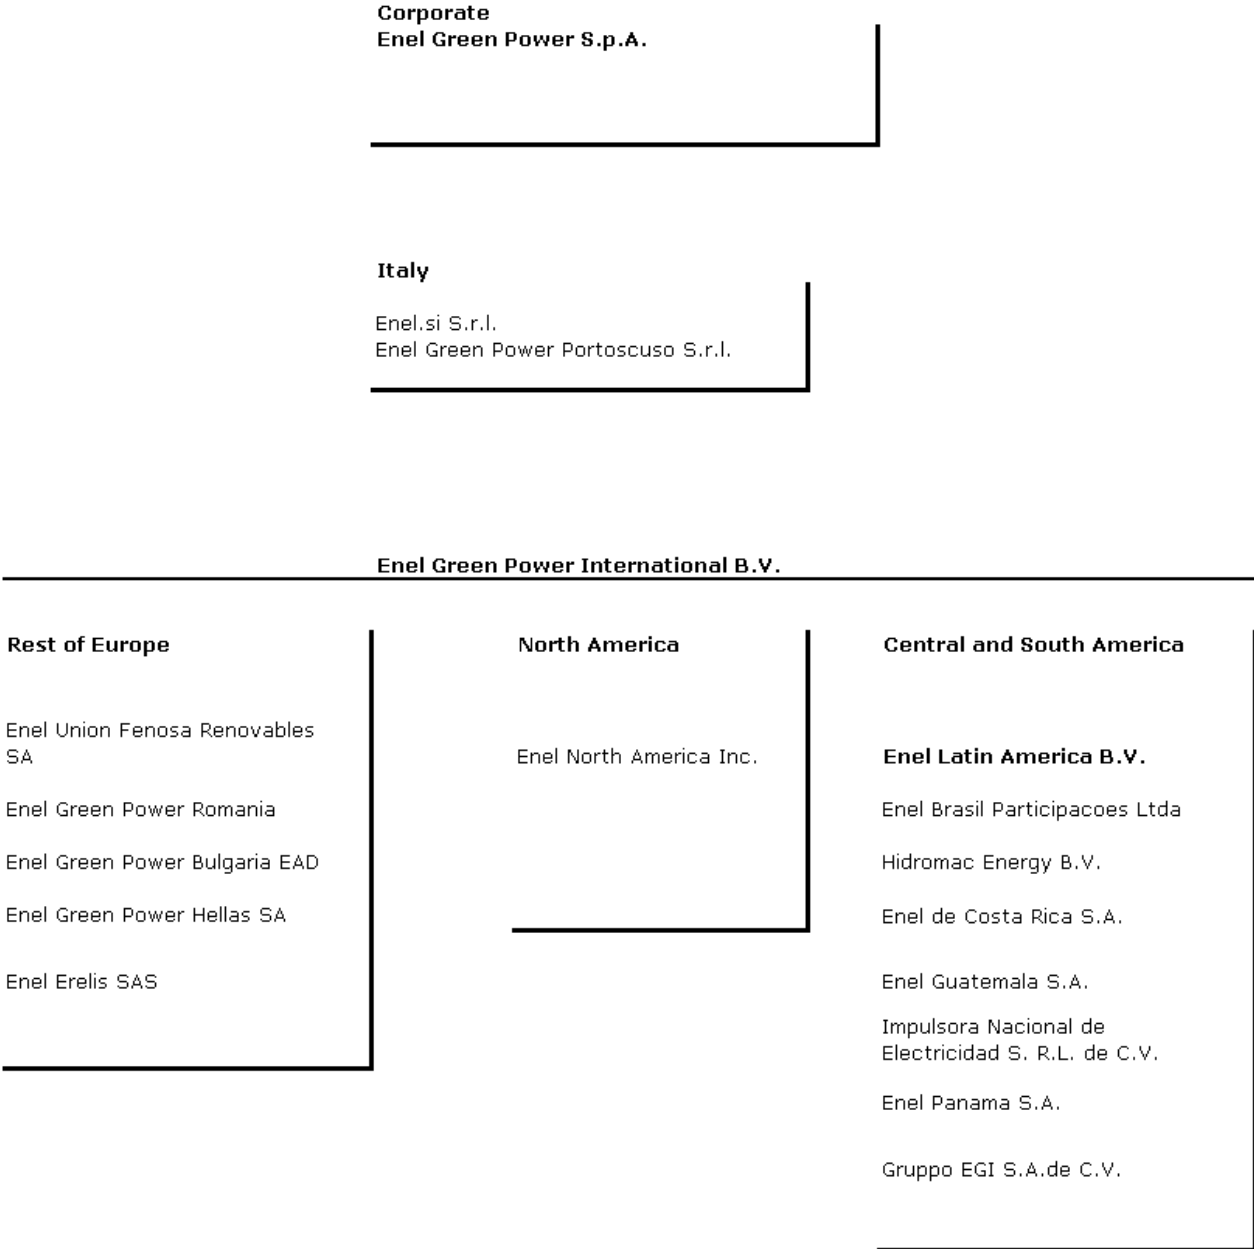 Corporate
Enel Green Power S.p.A.
Italy
Enel.si S.r.l.
Enel Green Power Portoscuso S.r.l.
Enel Green Power International B.V.
Rest of Europe
Enel Union Fenosa Renovables
SA
Enel Green Power Romania
Enel Green Power Bulgaria EAD
Enel Green Power Hellas SA
Enel Erelis SAS
North America
Enel North America Inc.
Central and South America
Enel Latin America B.V.
Enel Brasil Participacoes Ltda
Hidromac Energy B.V.
Enel de Costa Rica S.A.
Enel Guatemala S.A.
Impulsora Nacional de
Electricidad S. R.L. de C.V.
Enel Panama S.A.
Gruppo EGI S.A.de C.V.